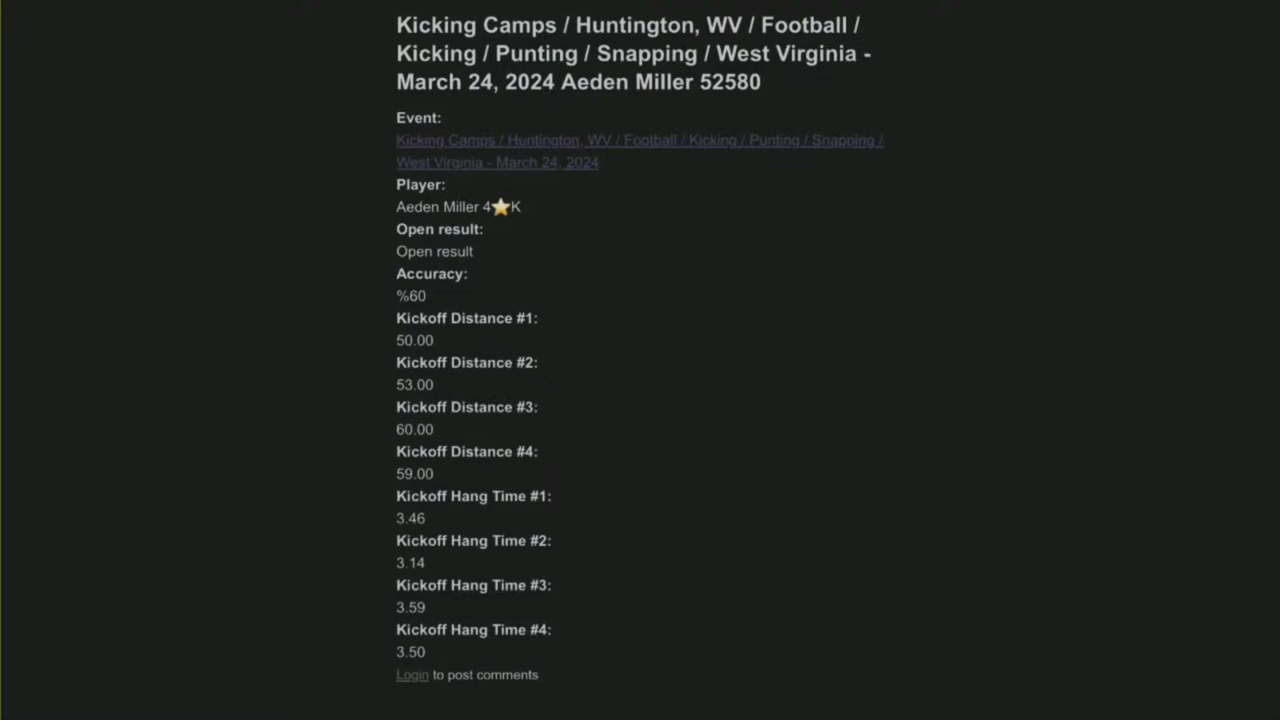 Kicking Camps / Huntington, WV / Football /
Kicking / Punting / Snapping / West Virginia -
March 24, 2024 Aeden Miller 52580
Event:
Kicking Camps / Huntington, WV / Football / Kicking / Punting / Snapping /
West Virginia - March 24, 2024
Player:
Aeden Miller 4⭐K
Open result:
Open result
Accuracy:
%60
Kickoff Distance #1:
50.00
Kickoff Distance #2:
53.00
Kickoff Distance #3:
60.00
Kickoff Distance #4:
59.00
Kickoff Hang Time #1:
3.46
Kickoff Hang Time #2:
3.14
Kickoff Hang Time #3:
3.59
Kickoff Hang Time #4:
3.50
Login to post comments